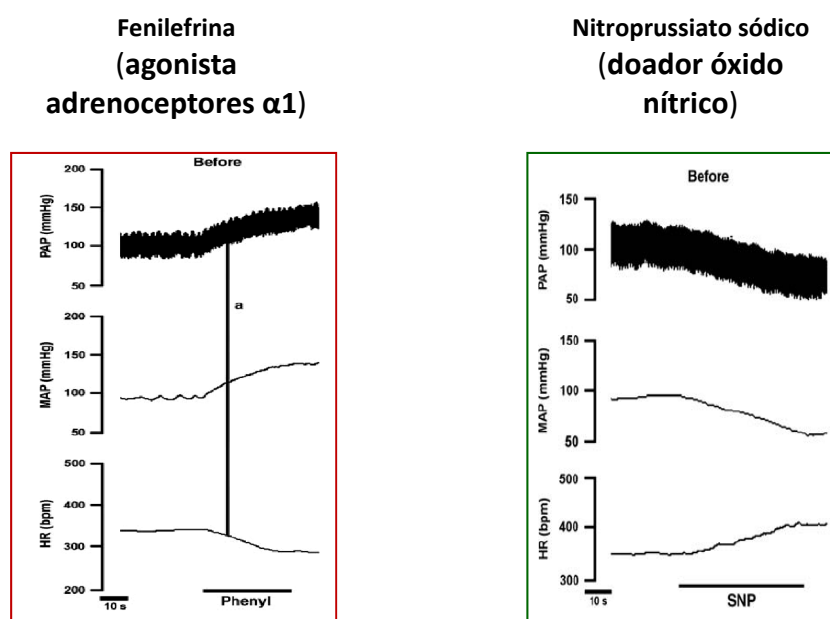 Fenilefrina
(agonista
adrenoceptores α1)
Before
200
150
100
50
PAP (mmHg)
a
200
150
100
50
MAP (mmHg)
500
400
300
200
HR (bpm)
10 s
Phenyl
Nitroprussiato sódico
(doador óxido
nítrico)
Before
150
100
50
PAP (mmHg)
150
100
50
MAP (mmHg)
500
400
300
HR (bpm)
10 s
SNP